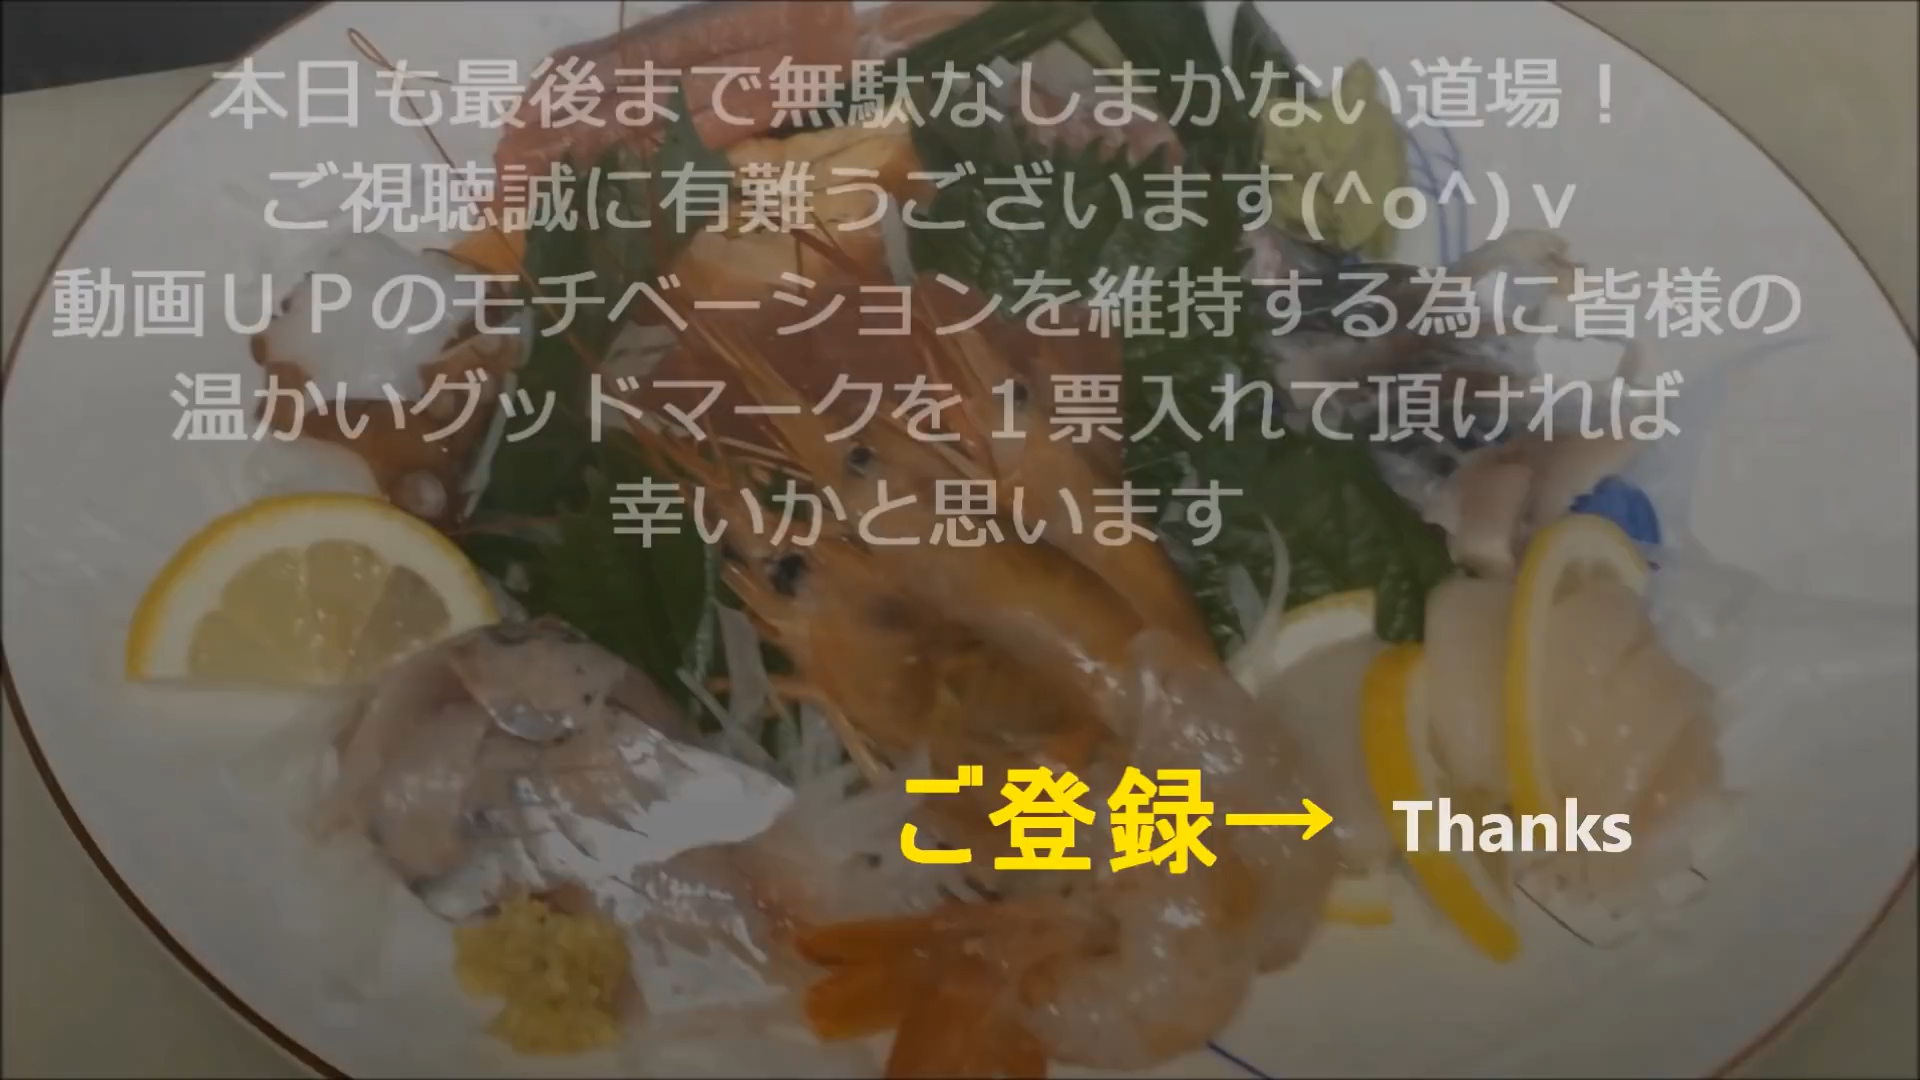 本日も最後まで無駄なしまかない道場！
ご視聴誠に有難うございます(^o^)ｖ
動画ＵＰのモチベーションを維持する為に皆様の
温かいグッドマークを１票入れて頂ければ
幸いかと思います
ご登録→ Thanks